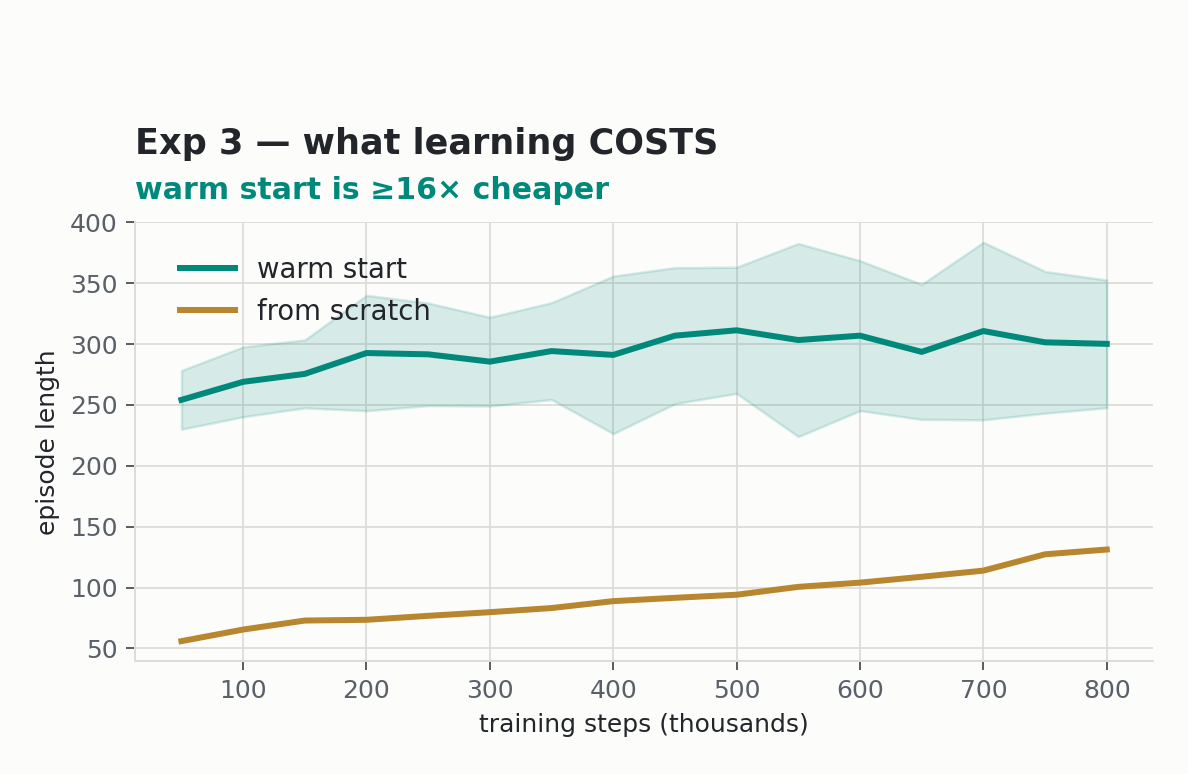 Exp 3 — what learning COSTS
warm start is ≥16× cheaper
400
350
300
250
200
150
100
50
episode length
warm start
from scratch
100 200 300 400 500 600 700 800
training steps (thousands)